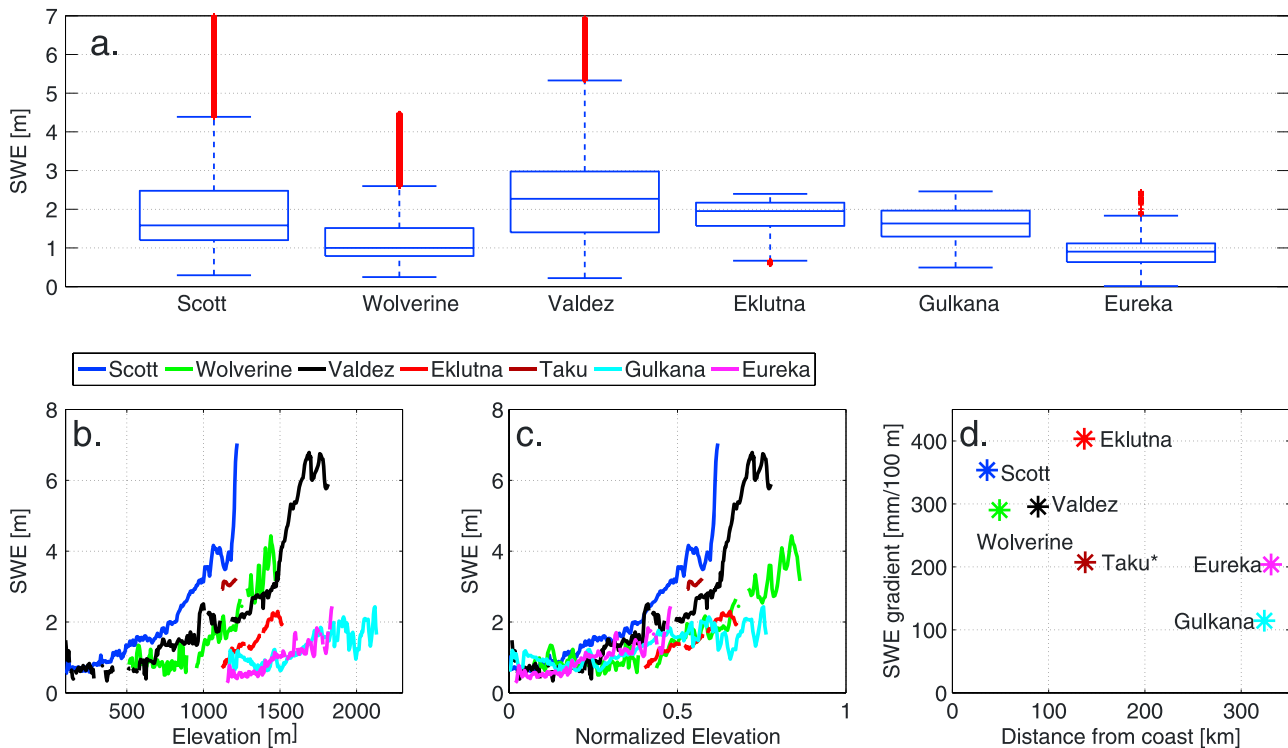 a.
SWE [m]
7
6
5
4
3
2
1
0
Scott Wolverine Valdez Eklutna Gulkana Eureka
Scott Wolverine Valdez Eklutna Taku Gulkana Eureka
b.
SWE [m]
8
6
4
2
0
500 1000 1500 2000
Elevation [m]
c.
SWE [m]
8
6
4
2
0
0 0.5 1
Normalized Elevation
d.
SWE gradient [mm/100 m]
400
300
200
100
0
Eklutna
Scott
Valdez
Wolverine
Taku*
Eureka
Gulkana
0 100 200 300
Distance from coast [km]